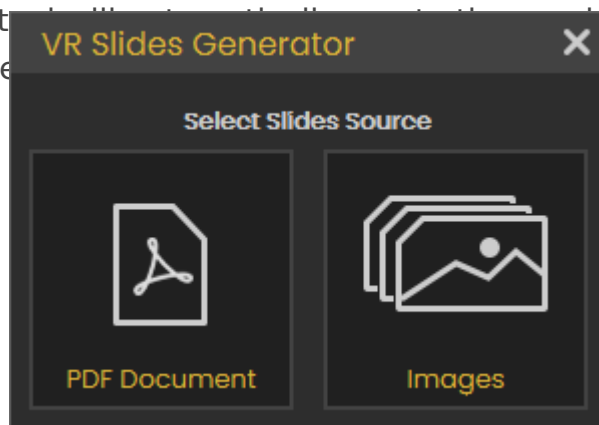 VR Slides Generator
Select Slides Source
PDF Document
Images